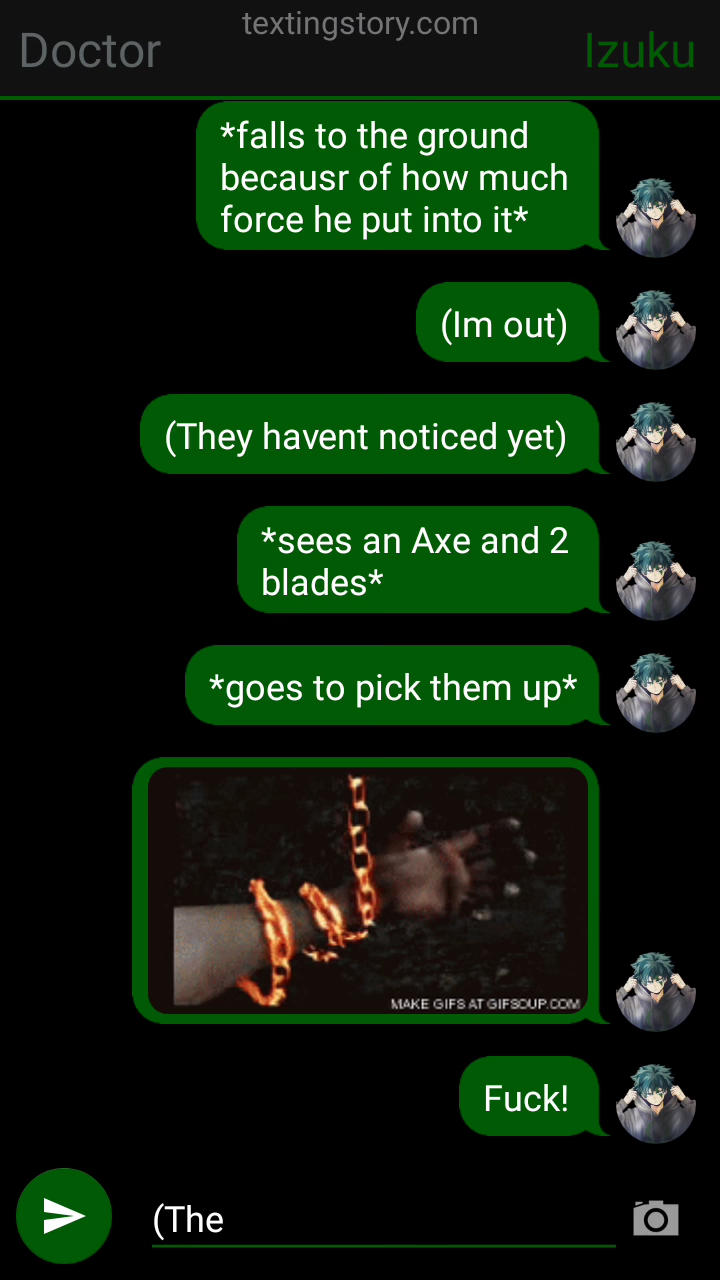 textingstory.com
Doctor
Izuku
*falls to the ground
becausr of how much
force he put into it*
(Im out)
(They havent noticed yet)
*sees an Axe and 2
blades*
*goes to pick them up*
MAKE GIFS AT GIFSOUP.COM
Fuck!
(The